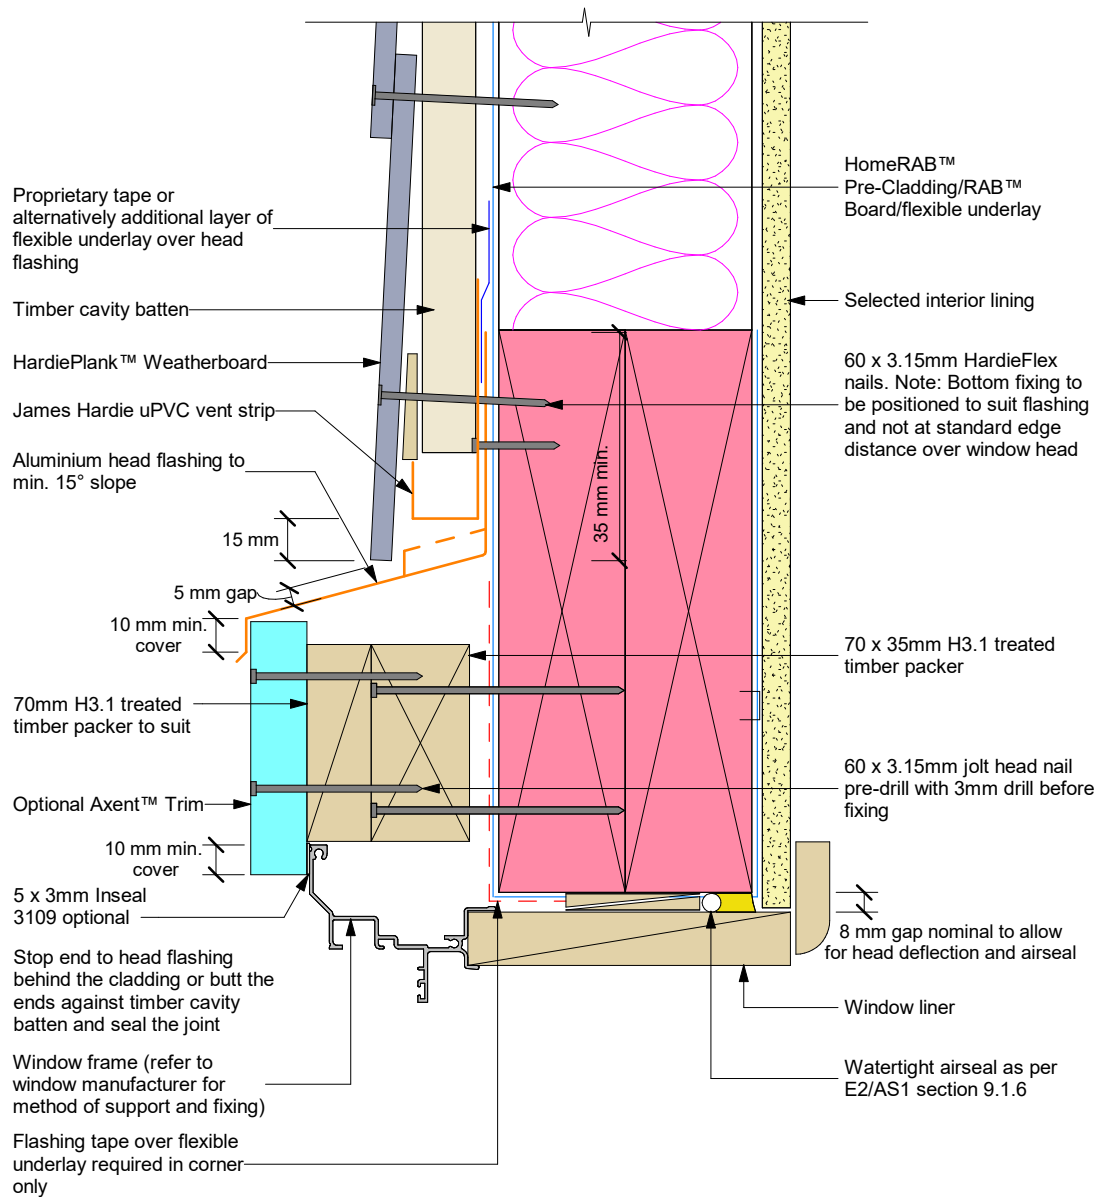 Proprietary tape or
alternatively additional layer of
flexible underlay over head
flashing
Timber cavity batten
HardiePlank™ Weatherboard
James Hardie uPVC vent strip
Aluminium head flashing to
min. 15° slope
15 mm
5 mm gap
10 mm min.
cover
70mm H3.1 treated
timber packer to suit
Optional Axent™ Trim
10 mm min.
cover
5 x 3mm Inseal
3109 optional
Stop end to head flashing
behind the cladding or butt the
ends against timber cavity
batten and seal the joint
Window frame (refer to
window manufacturer for
method of support and fixing)
Flashing tape over flexible
underlay required in corner
only
35 mm min.
HomeRAB™
Pre-Cladding/RAB™
Board/flexible underlay
Selected interior lining
60 x 3.15mm HardieFlex
nails. Note: Bottom fixing to
be positioned to suit flashing
and not at standard edge
distance over window head
70 x 35mm H3.1 treated
timber packer
60 x 3.15mm jolt head nail
pre-drill with 3mm drill before
fixing
8 mm gap nominal to allow
for head deflection and airseal
Window liner
Watertight airseal as per
E2/AS1 section 9.1.6